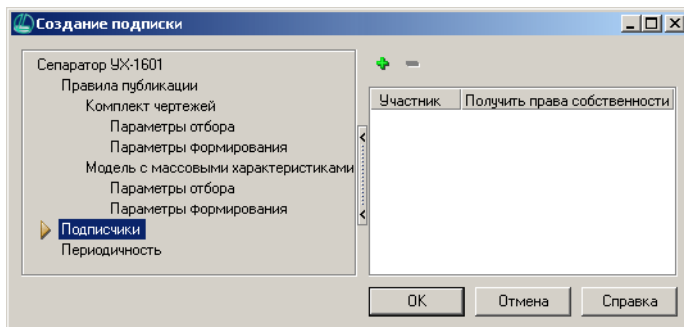 Создание подписки
Сепаратор УХ-1601
Правила публикации
Комплект чертежей
Параметры отбора
Параметры формирования
Модель с массовыми характеристиками
Параметры отбора
Параметры формирования
Подписчики
Периодичность
Участник Получить права собственности
OK Отмена Справка